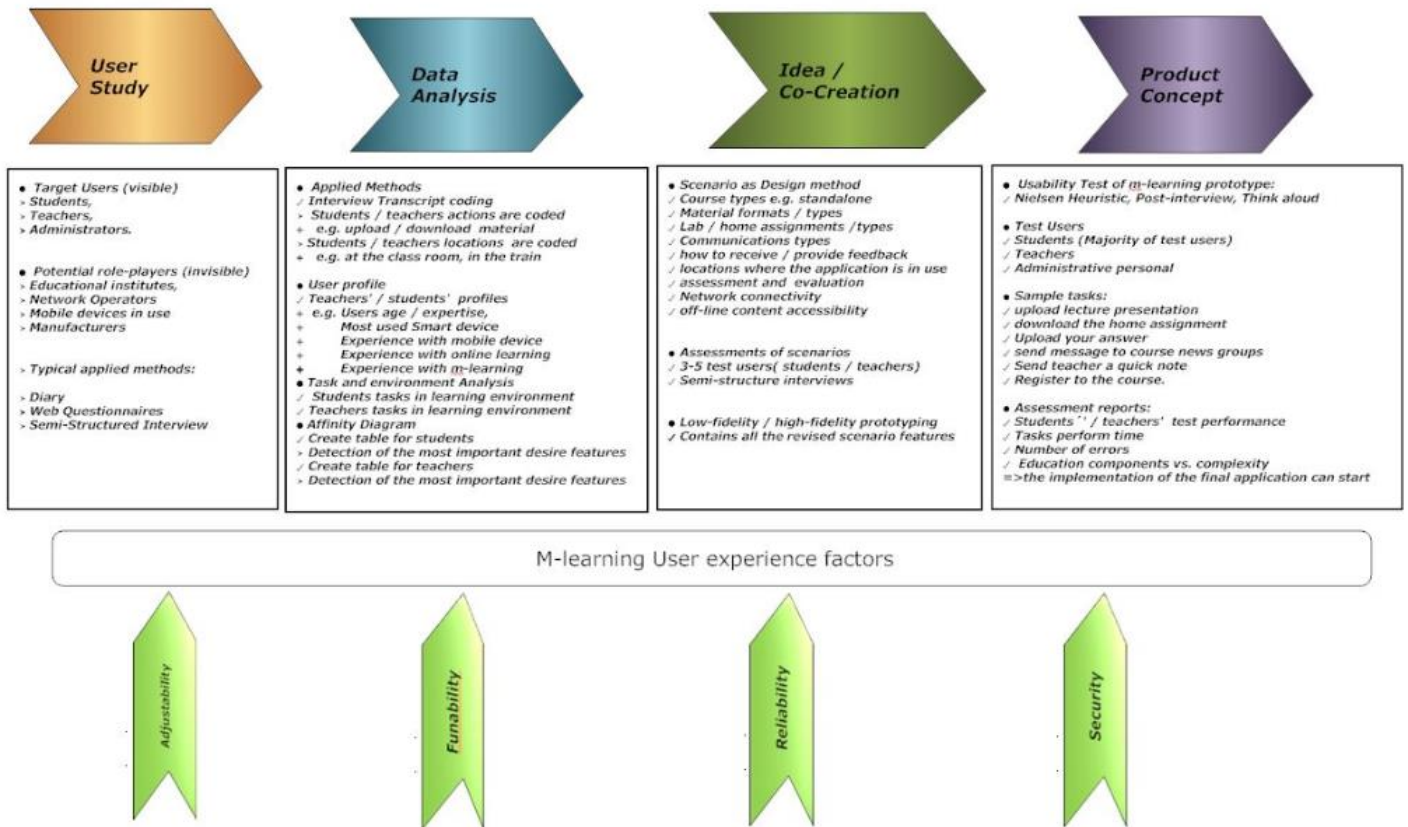 User
Study
Data
Analysis
Idea /
Co-Creation
Product
Concept
● Target Users (visible)
➢ Students,
➢ Teachers,
➢ Administrators.
● Potential role-players (invisible)
➢ Educational institutes,
➢ Network Operators
➢ Mobile devices in use
➢ Manufacturers
➢ Typical applied methods:
➢ Diary
➢ Web Questionnaires
➢ Semi-Structured Interview
● Applied Methods
✓ Interview Transcript coding
➢ Students / teachers actions are coded
+ e.g. upload / download material
➢ Students / teachers locations are coded
+ e.g. at the class room, in the train
● User profile
✓ Teachers' / students' profiles
+ e.g. Users age / expertise,
+ Most used Smart device
+ Experience with mobile device
+ Experience with online learning
+ Experience with m-learning
● Task and environment Analysis
✓ Students tasks in learning environment
✓ Teachers tasks in learning environment
● Affinity Diagram
✓ Create table for students
➢ Detection of the most important desire features
✓ Create table for teachers
➢ Detection of the most important desire features
● Scenario as Design method
✓ Course types e.g. standalone
✓ Material formats / types
✓ Lab / home assignments /types
✓ Communications types
✓ how to receive / provide feedback
✓ locations where the application is in use
✓ assessment and evaluation
✓ Network connectivity
✓ off-line content accessibility
● Assessments of scenarios
✓ 3-5 test users( students / teachers)
✓ Semi-structure interviews
● Low-fidelity / high-fidelity prototyping
✓ Contains all the revised scenario features
● Usability Test of m-learning prototype:
✓ Nielsen Heuristic, Post-interview, Think aloud
● Test Users
✓ Students (Majority of test users)
✓ Teachers
✓ Administrative personal
● Sample tasks:
✓ upload lecture presentation
✓ download the home assignment
✓ Upload your answer
✓ send message to course news groups
✓ Send teacher a quick note
✓ Register to the course.
● Assessment reports:
✓ Students´' / teachers' test performance
✓ Tasks perform time
✓ Number of errors
✓ Education components vs. complexity
=>the implementation of the final application can start
M-learning User experience factors
Adjustability
Funability
Reliability
Security